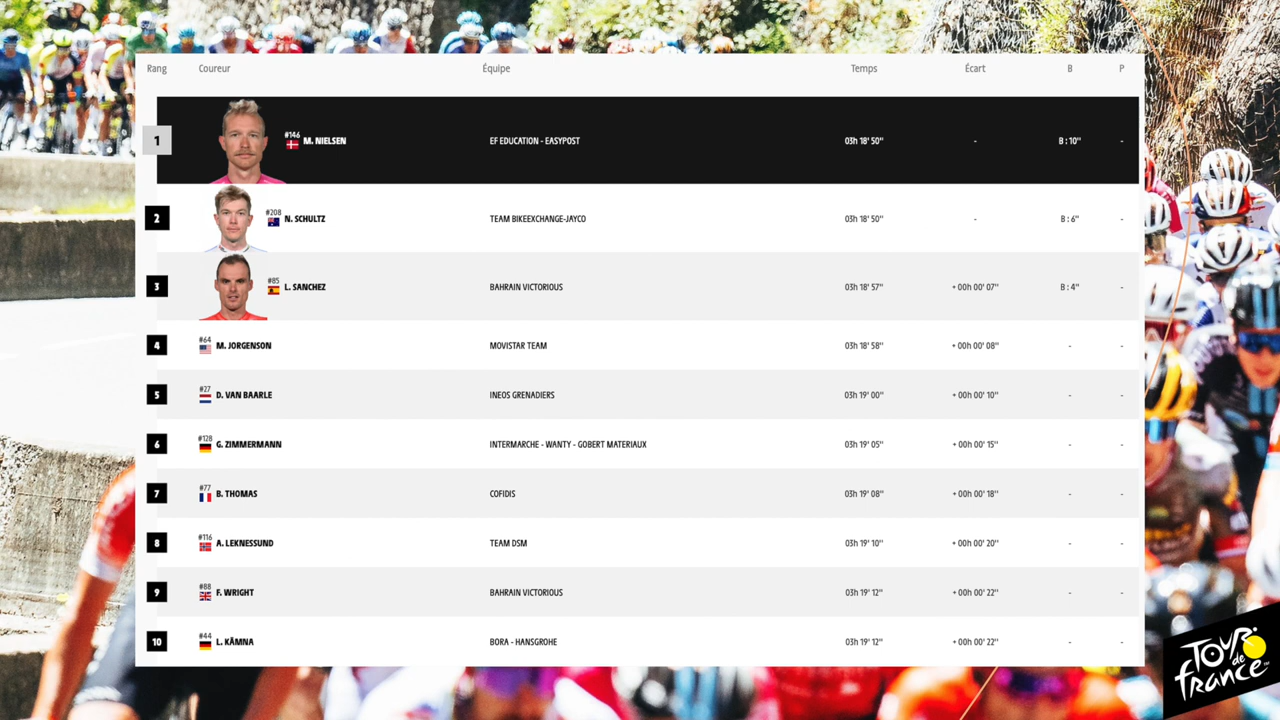 Rang Coureur Équipe Temps Écart B P
1 #146 M. NIELSEN EF EDUCATION - EASYPOST 03h 18' 50'' - B : 10'' -
2 #208 N. SCHULTZ TEAM BIKEEXCHANGE-JAYCO 03h 18' 50'' - B : 6'' -
3 #85 L. SANCHEZ BAHRAIN VICTORIOUS 03h 18' 57'' + 00h 00' 07'' B : 4'' -
4 #64 M. JORGENSON MOVISTAR TEAM 03h 18' 58'' + 00h 00' 08'' - -
5 #27 D. VAN BAARLE INEOS GRENADIERS 03h 19' 00'' + 00h 00' 10'' - -
6 #128 G. ZIMMERMANN INTERMARCHE - WANTY - GOBERT MATERIAUX 03h 19' 05'' + 00h 00' 15'' - -
7 #77 B. THOMAS COFIDIS 03h 19' 08'' + 00h 00' 18'' - -
8 #116 A. LEKNESSUND TEAM DSM 03h 19' 10'' + 00h 00' 20'' - -
9 #88 F. WRIGHT BAHRAIN VICTORIOUS 03h 19' 12'' + 00h 00' 22'' - -
10 #44 L. KÄMNA BORA - HANSGROHE 03h 19' 12'' + 00h 00' 22'' - -
TOUR
de
france